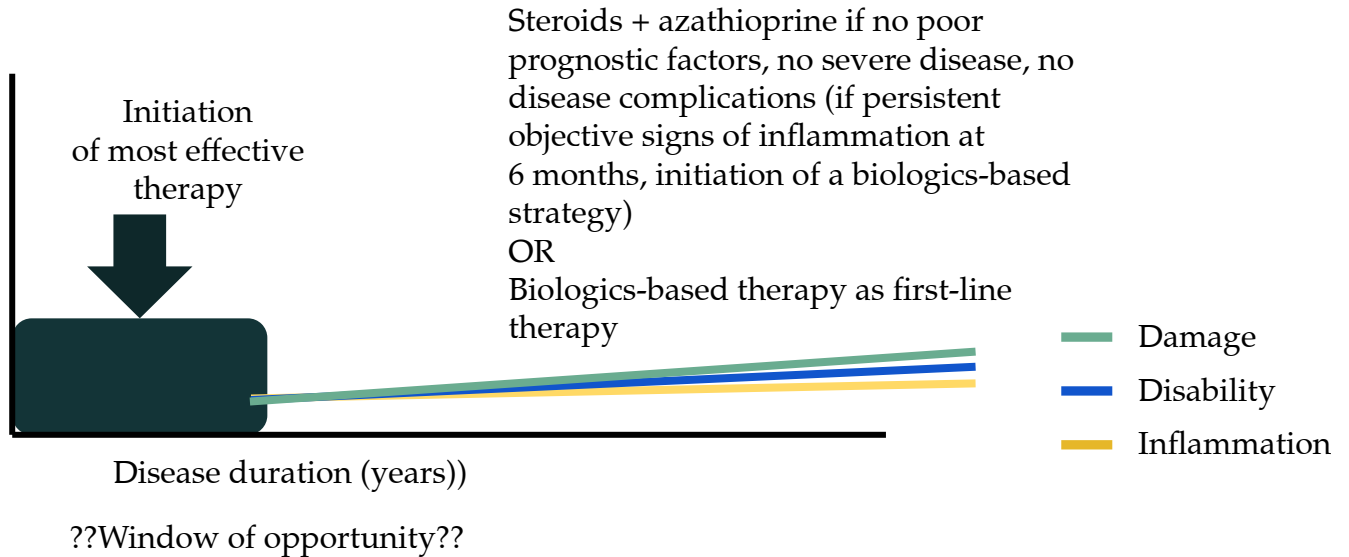 Steroids + azathioprine if no poor
prognostic factors, no severe disease, no
disease complications (if persistent
objective signs of inflammation at
6 months, initiation of a biologics-based
strategy)
OR
Biologics-based therapy as first-line
therapy
Initiation
of most effective
therapy
Damage
Disability
Inflammation
Disease duration (years))
??Window of opportunity??